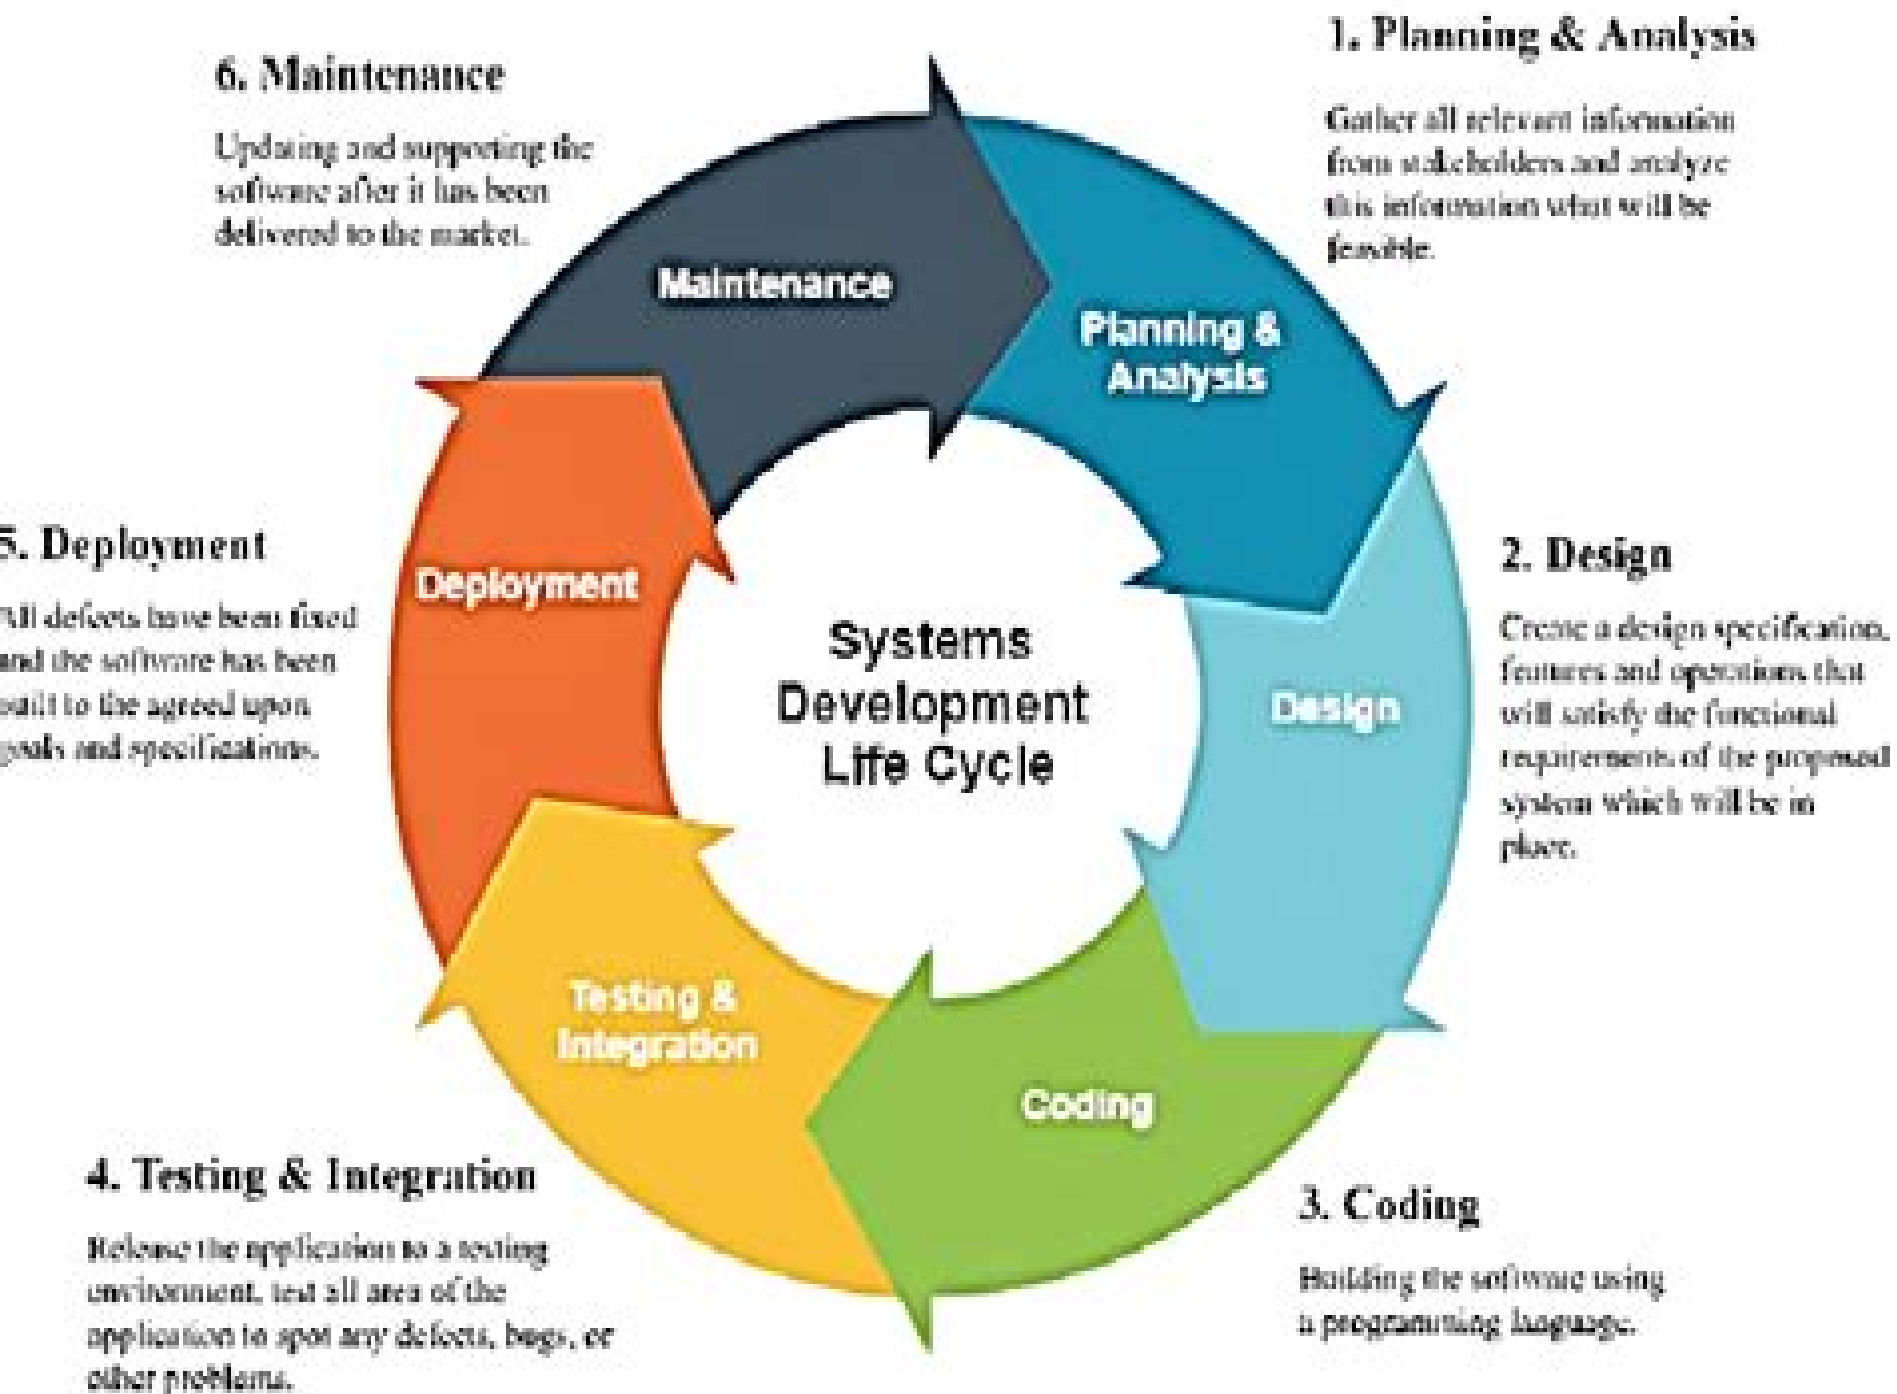 1. Planning & Analysis
Gather all relevant information
from stakeholders and analyze
this information what will be
feasible.
2. Design
Create a design specification,
features and operations that
will satisfy the functional
requirements of the proposed
system which will be in
place.
3. Coding
Building the software using
a programming language.
4. Testing & Integration
Release the application to a testing
environment, test all area of the
application to spot any defects, bugs, or
other problems.
5. Deployment
All defects have been fixed
and the software has been
built to the agreed upon
goals and specifications.
6. Maintenance
Updating and supporting the
software after it has been
delivered to the market.
Maintenance
Planning &
Analysis
Design
Coding
Testing &
Integration
Deployment
Systems
Development
Life Cycle